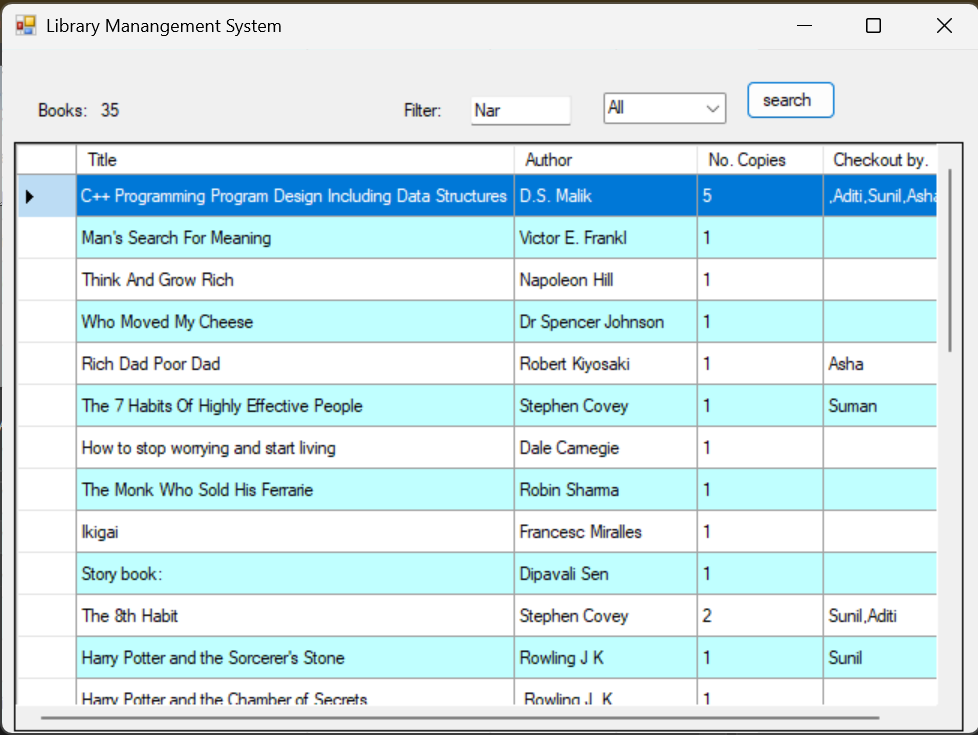 Library Manangement System
Books: 35 Filter: Nar All search
Title Author No. Copies Checkout by.
C++ Programming Program Design Including Data Structures D.S. Malik 5 ,Aditi,Sunil,Asha
Man's Search For Meaning Victor E. Frankl 1
Think And Grow Rich Napoleon Hill 1
Who Moved My Cheese Dr Spencer Johnson 1
Rich Dad Poor Dad Robert Kiyosaki 1 Asha
The 7 Habits Of Highly Effective People Stephen Covey 1 Suman
How to stop worrying and start living Dale Carnegie 1
The Monk Who Sold His Ferrarie Robin Sharma 1
Ikigai Francesc Miralles 1
Story book: Dipavali Sen 1
The 8th Habit Stephen Covey 2 Sunil,Aditi
Harry Potter and the Sorcerer's Stone Rowling J K 1 Sunil
Harry Potter and the Chamber of Secrets Rowling J. K 1